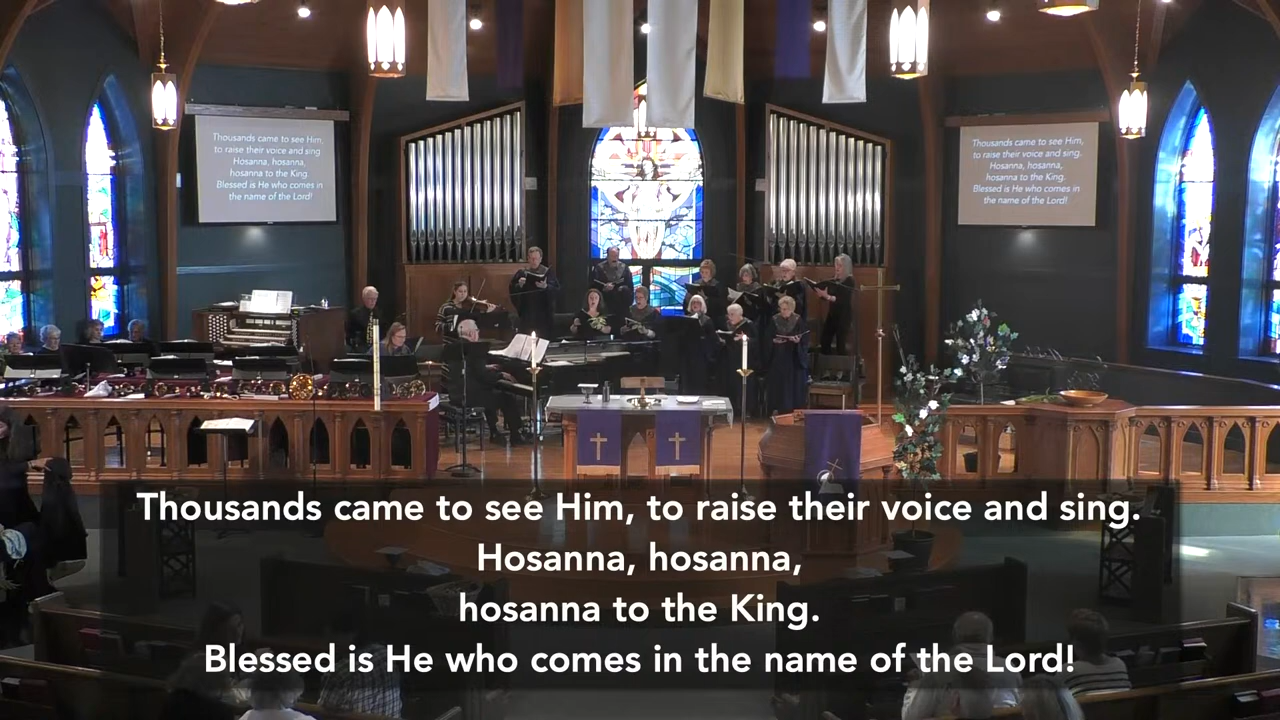 Thousands came to see Him,
to raise their voice and sing.
Hosanna, hosanna,
hosanna to the King.
Blessed is He who comes in
the name of the Lord!
Thousands came to see Him,
to raise their voice and sing.
Hosanna, hosanna,
hosanna to the King.
Blessed is He who comes in
the name of the Lord!
Thousands came to see Him, to raise their voice and sing.
Hosanna, hosanna,
hosanna to the King.
Blessed is He who comes in the name of the Lord!